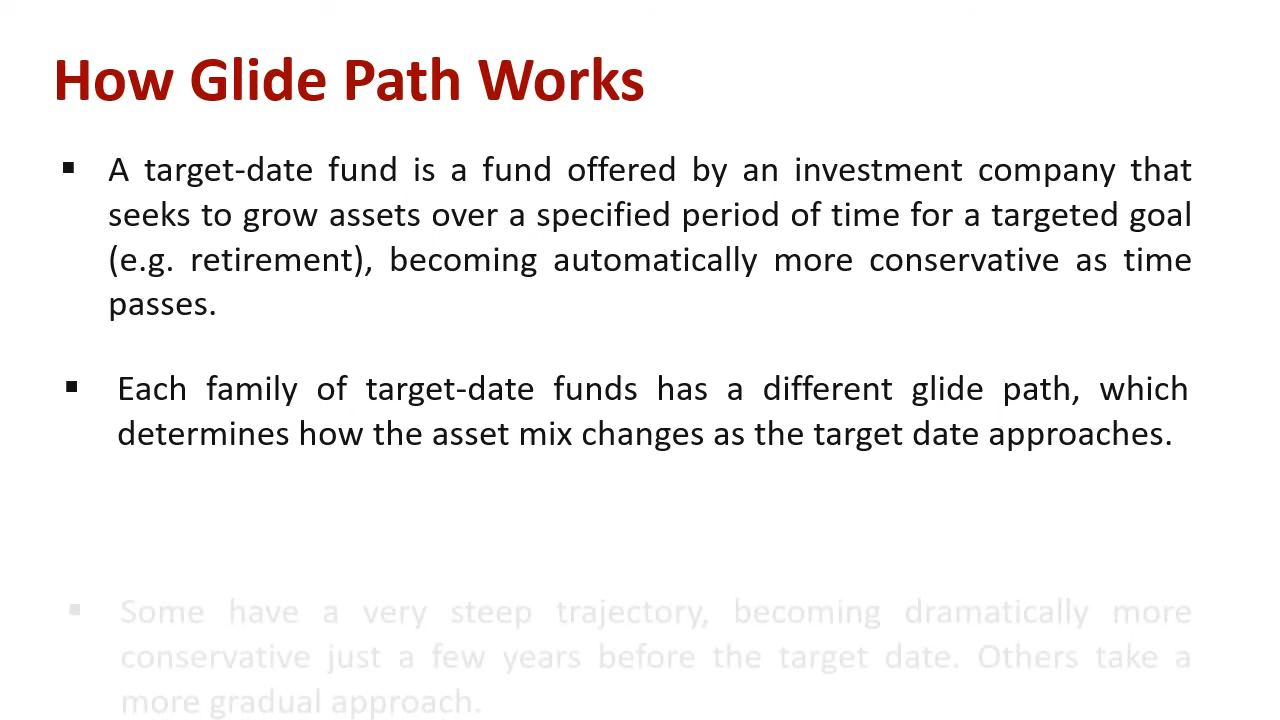 How Glide Path Works
▪ A target-date fund is a fund offered by an investment company that
seeks to grow assets over a specified period of time for a targeted goal
(e.g. retirement), becoming automatically more conservative as time
passes.
▪ Each family of target-date funds has a different glide path, which
determines how the asset mix changes as the target date approaches.
▪ Some have a very steep trajectory, becoming dramatically more
conservative just a few years before the target date. Others take a
more gradual approach.